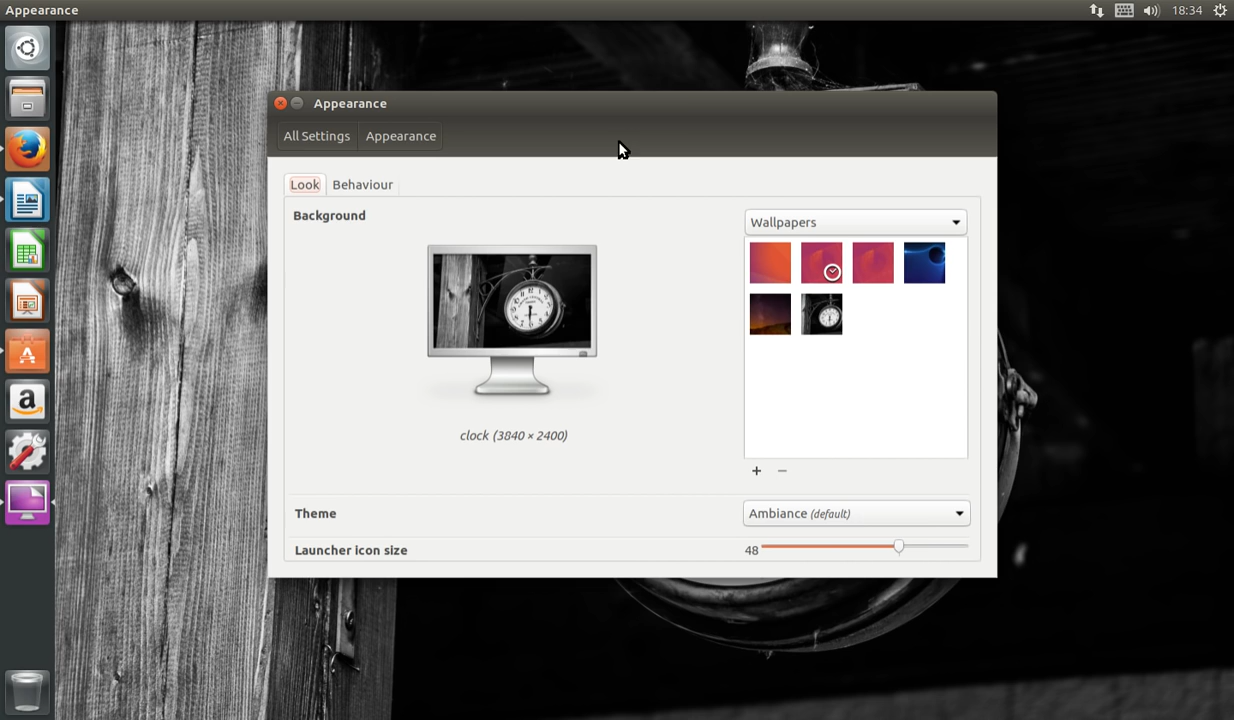 Appearance
18:34
Appearance
All Settings
Appearance
Look
Behaviour
Background
Wallpapers
clock (3840 × 2400)
+ −
Theme
Ambiance (default)
Launcher icon size
48